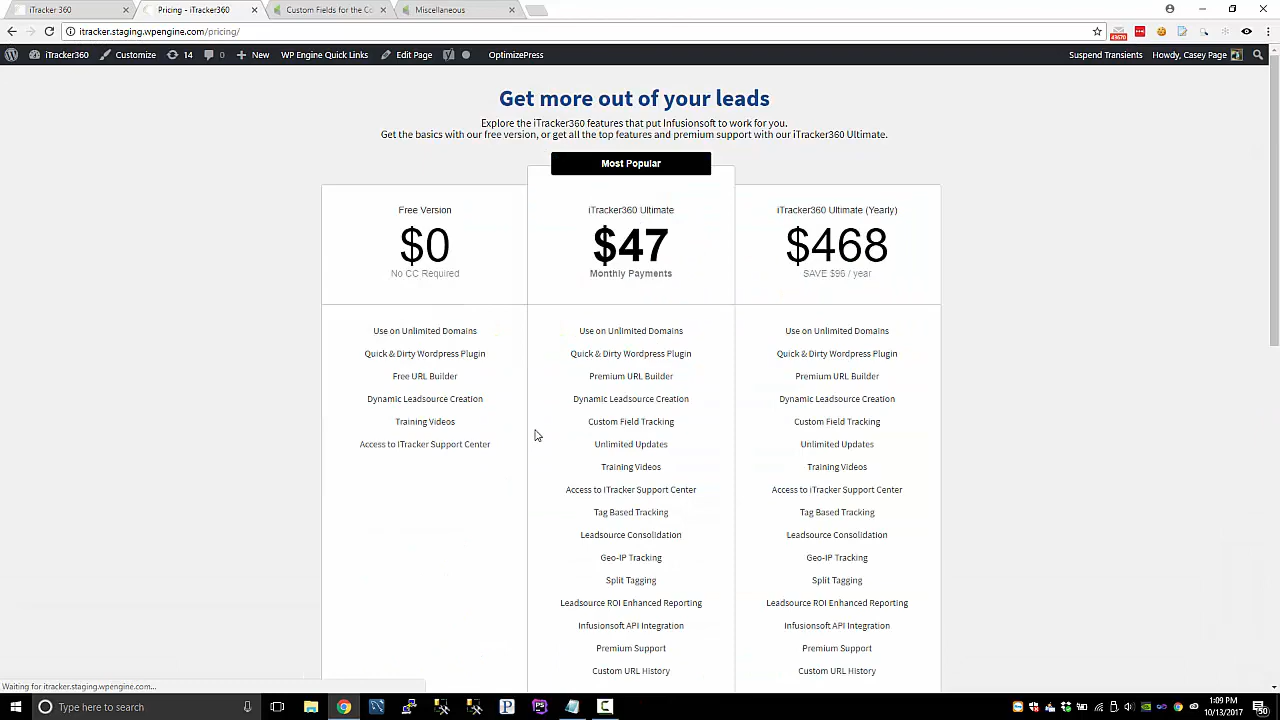 iTracker 360
Pricing - iTracker360
Custom Fields for the Co
Miscellaneous
itracker.staging.wpengine.com/pricing/
43670
iTracker360
Customize
14
0
New
WP Engine Quick Links
Edit Page
OptimizePress
Suspend Transients
Howdy, Casey Page
Get more out of your leads
Explore the iTracker360 features that put Infusionsoft to work for you.
Get the basics with our free version, or get all the top features and premium support with our iTracker360 Ultimate.
Most Popular
Free Version
$0
No CC Required
Use on Unlimited Domains
Quick & Dirty Wordpress Plugin
Free URL Builder
Dynamic Leadsource Creation
Training Videos
Access to ITracker Support Center
iTracker360 Ultimate
$47
Monthly Payments
Use on Unlimited Domains
Quick & Dirty Wordpress Plugin
Premium URL Builder
Dynamic Leadsource Creation
Custom Field Tracking
Unlimited Updates
Training Videos
Access to ITracker Support Center
Tag Based Tracking
Leadsource Consolidation
Geo-IP Tracking
Split Tagging
Leadsource ROI Enhanced Reporting
Infusionsoft API Integration
Premium Support
Custom URL History
iTracker360 Ultimate (Yearly)
$468
SAVE $96 / year
Use on Unlimited Domains
Quick & Dirty Wordpress Plugin
Premium URL Builder
Dynamic Leadsource Creation
Custom Field Tracking
Unlimited Updates
Training Videos
Access to iTracker Support Center
Tag Based Tracking
Leadsource Consolidation
Geo-IP Tracking
Split Tagging
Leadsource ROI Enhanced Reporting
Infusionsoft API Integration
Premium Support
Custom URL History
Waiting for itracker.staging.wpengine.com...
Type here to search
1:09 PM
10/13/2017
50